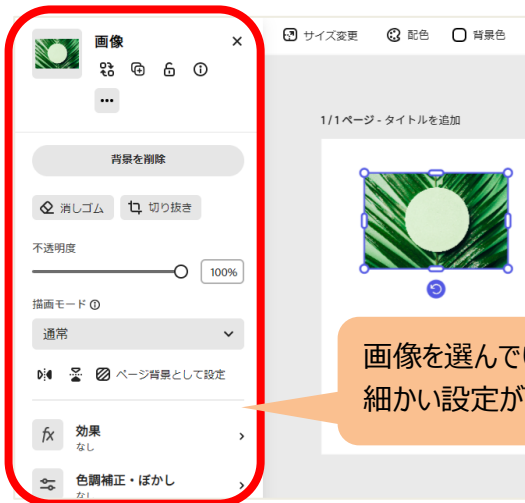 画像
サイズ変更 配色 背景色
1/1ページ - タイトルを追加
背景を削除
消しゴム 切り抜き
不透明度
100%
描画モード
通常
ページ背景として設定
画像を選んで
細かい設定が
fx 効果
なし
色調補正・ぼかし
なし